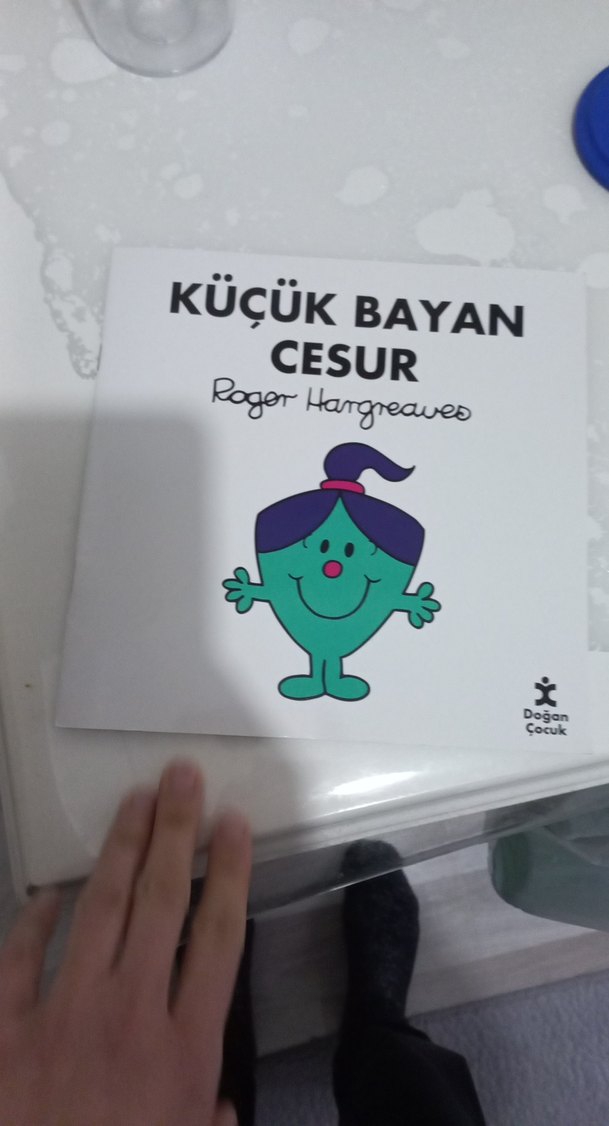 KÜÇÜK BAYAN
CESUR
Roger Hargreaves
Doğan
Çocuk